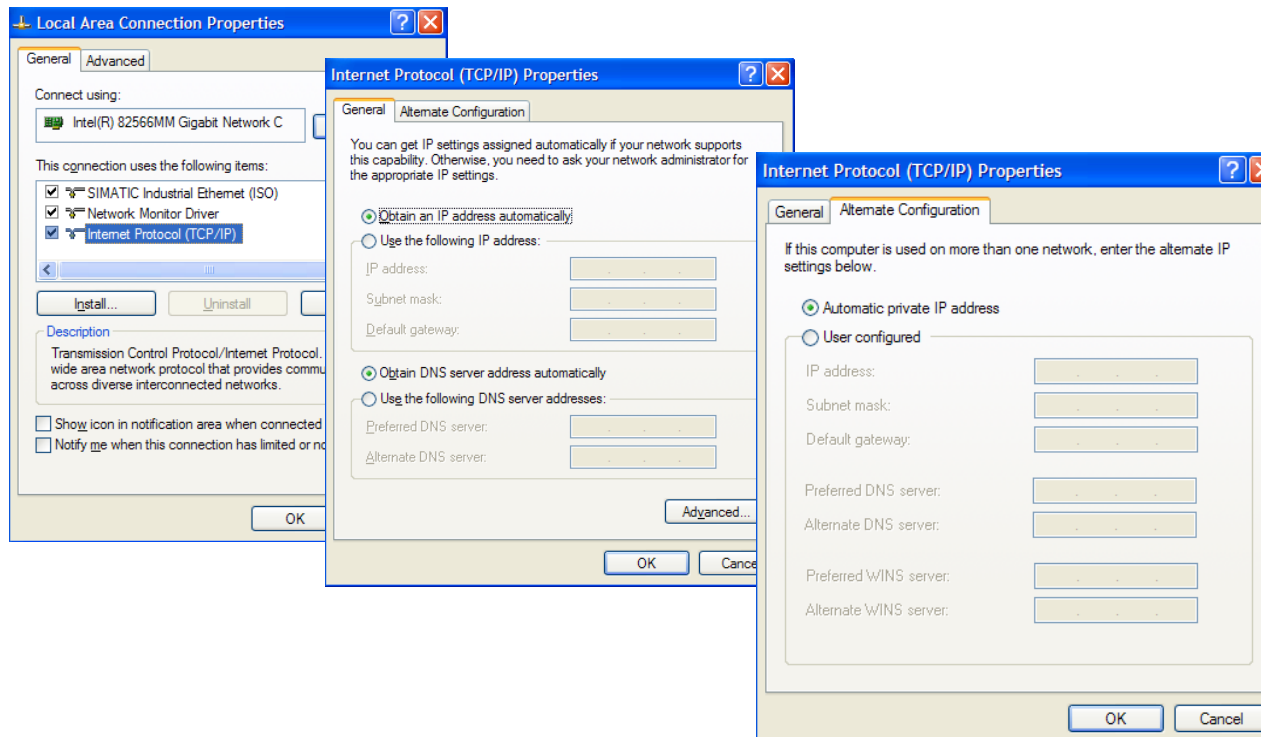 Local Area Connection Properties
General
Advanced
Connect using:
Intel(R) 82566MM Gigabit Network C
This connection uses the following items:
SIMATIC Industrial Ethernet (ISO)
Network Monitor Driver
Internet Protocol (TCP/IP)
Install...
Uninstall
Description
Transmission Control Protocol/Internet Protocol.
wide area network protocol that provides commu
across diverse interconnected networks.
Show icon in notification area when connected
Notify me when this connection has limited or no
OK
Internet Protocol (TCP/IP) Properties
General
Alternate Configuration
You can get IP settings assigned automatically if your network supports
this capability. Otherwise, you need to ask your network administrator for
the appropriate IP settings.
Obtain an IP address automatically
Use the following IP address:
IP address:
Subnet mask:
Default gateway:
Obtain DNS server address automatically
Use the following DNS server addresses:
Preferred DNS server:
Alternate DNS server:
Advanced...
OK
Cance
Internet Protocol (TCP/IP) Properties
General
Alternate Configuration
If this computer is used on more than one network, enter the alternate IP
settings below.
Automatic private IP address
User configured
IP address:
Subnet mask:
Default gateway:
Preferred DNS server:
Alternate DNS server:
Preferred WINS server:
Alternate WINS server:
OK
Cancel